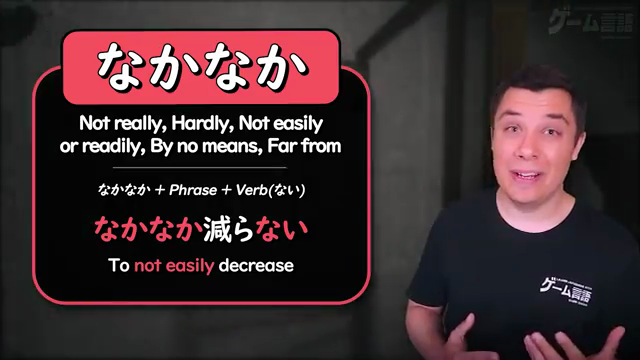 なかなか
Not really, Hardly, Not easily
or readily, By no means, Far from
なかなか + Phrase + Verb(ない)
なかなか減らない
To not easily decrease
ゲーム言語
ゲーム言語